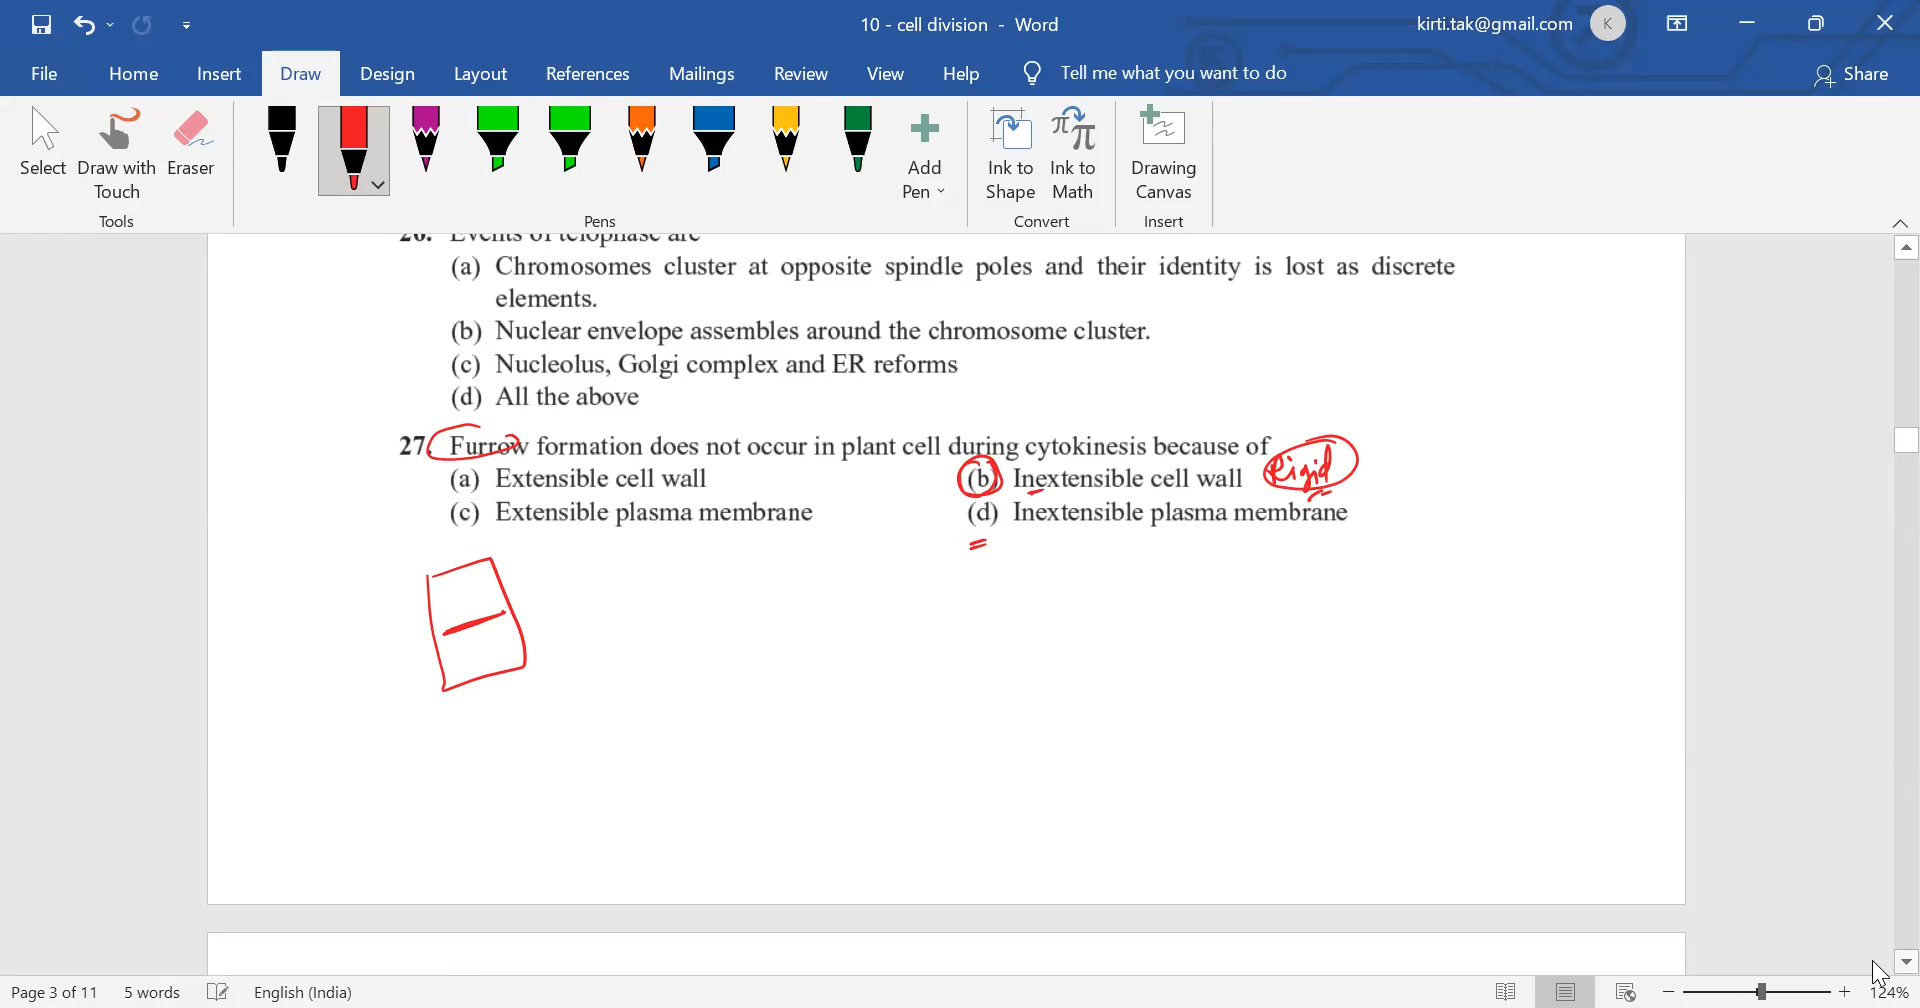 10 - cell division - Word
kirti.tak@gmail.com
K
File Home Insert Draw Design Layout References Mailings Review View Help Tell me what you want to do Share
Select Draw with Touch Eraser
Tools
Pens
Add Pen
Ink to Shape Ink to Math
Convert
Drawing Canvas
Insert
26. Events of telophase are
(a) Chromosomes cluster at opposite spindle poles and their identity is lost as discrete
elements.
(b) Nuclear envelope assembles around the chromosome cluster.
(c) Nucleolus, Golgi complex and ER reforms
(d) All the above
27. Furrow formation does not occur in plant cell during cytokinesis because of
(a) Extensible cell wall (b) Inextensible cell wall Rigid
(c) Extensible plasma membrane (d) Inextensible plasma membrane
Page 3 of 11 5 words English (India) 124%